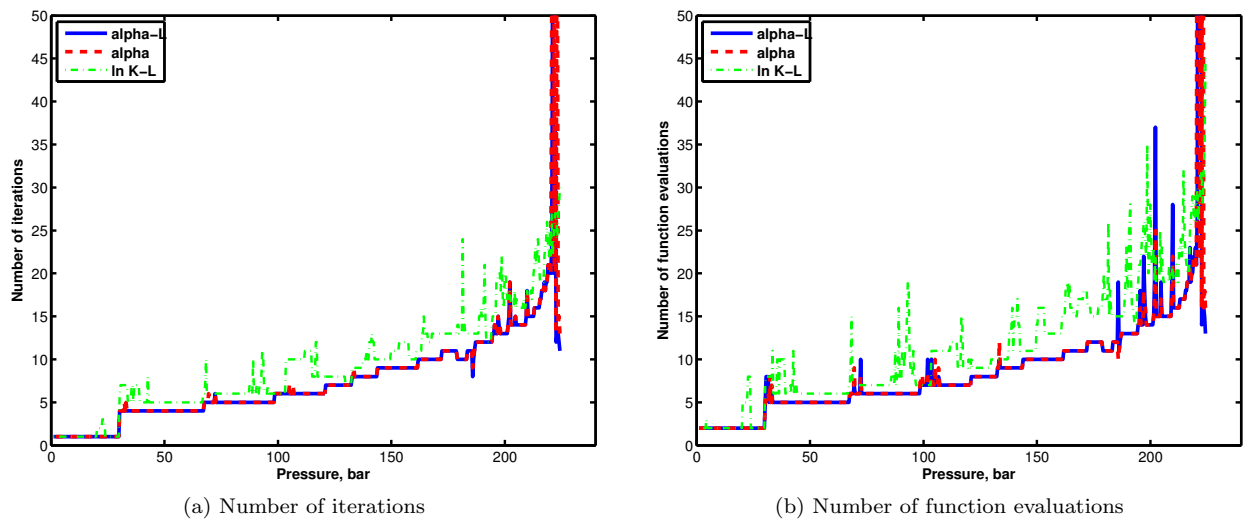 50
45
40
35
30
25
20
15
10
5
0
Number of iterations
alpha−L
alpha
ln K−L
0 50 100 150 200
Pressure, bar
(a) Number of iterations
50
45
40
35
30
25
20
15
10
5
0
Number of function evaluations
alpha−L
alpha
ln K−L
0 50 100 150 200
Pressure, bar
(b) Number of function evaluations